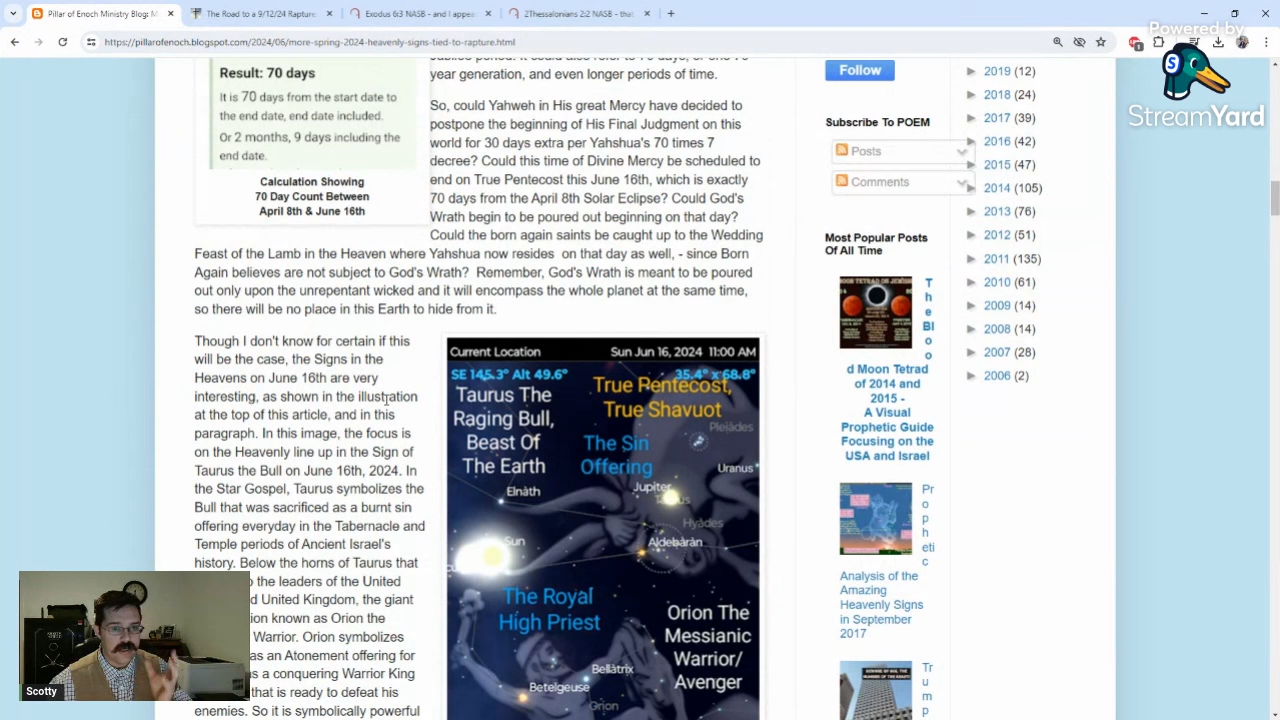 Pillar of Enoch Ministry Blog: M
The Road to a 9/12/24 Rapture
Exodus 6:3 NASB - and I appea
2Thessalonians 2:2 NASB - that
https://pillarofenoch.blogspot.com/2024/06/more-spring-2024-heavenly-signs-tied-to-rapture.html
Powered by
StreamYard
Result: 70 days
It is 70 days from the start date to
the end date, end date included.
Or 2 months, 9 days including the
end date.
Calculation Showing
70 Day Count Between
April 8th & June 16th
year generation, and even longer periods of time.
So, could Yahweh in His great Mercy have decided to
postpone the beginning of His Final Judgment on this
world for 30 days extra per Yahshua's 70 times 7
decree? Could this time of Divine Mercy be scheduled to
end on True Pentecost this June 16th, which is exactly
70 days from the April 8th Solar Eclipse? Could God's
Wrath begin to be poured out beginning on that day?
Could the born again saints be caught up to the Wedding
Feast of the Lamb in the Heaven where Yahshua now resides on that day as well, - since Born
Again believes are not subject to God's Wrath? Remember, God's Wrath is meant to be poured
out only upon the unrepentant wicked and it will encompass the whole planet at the same time,
so there will be no place in this Earth to hide from it.
Though I don't know for certain if this
will be the case, the Signs in the
Heavens on June 16th are very
interesting, as shown in the illustration
at the top of this article, and in this
paragraph. In this image, the focus is
on the Heavenly line up in the Sign of
Taurus the Bull on June 16th, 2024. In
the Star Gospel, Taurus symbolizes the
Bull that was sacrificed as a burnt sin
offering everyday in the Tabernacle and
Temple periods of Ancient Israel's
history. Below the horns of Taurus that
the leaders of the United
United Kingdom, the giant
known as Orion the
Warrior. Orion symbolizes
as an Atonement offering for
a conquering Warrior King
that is ready to defeat his
enemies. So it is symbolically powerful
Current Location
Sun Jun 16, 2024 11:00 AM
SE 145.3° Alt 49.6°
35.4° x 68.8°
Taurus The
Raging Bull,
Beast Of
The Earth
True Pentecost,
True Shavuot
Pleiades
The Sin
Offering
Uranus
Jupiter
Elnath
Hyades
Sun
Aldebaran
The Royal
High Priest
Orion The
Messianic
Warrior/
Avenger
Bellatrix
Betelgeuse
Orion
Follow
Subscribe To POEM
Posts
Comments
Most Popular Posts
Of All Time
Th
e
Bl
oo
d Moon Tetrad
of 2014 and
2015 -
A Visual
Prophetic Guide
Focusing on the
USA and Israel
Pr
o
p
h
eti
c
Analysis of the
Amazing
Heavenly Signs
in September
2017
Tr
u
m
p
2019 (12)
2018 (24)
2017 (39)
2016 (42)
2015 (47)
2014 (105)
2013 (76)
2012 (51)
2011 (135)
2010 (61)
2009 (14)
2008 (14)
2007 (28)
2006 (2)
Scotty